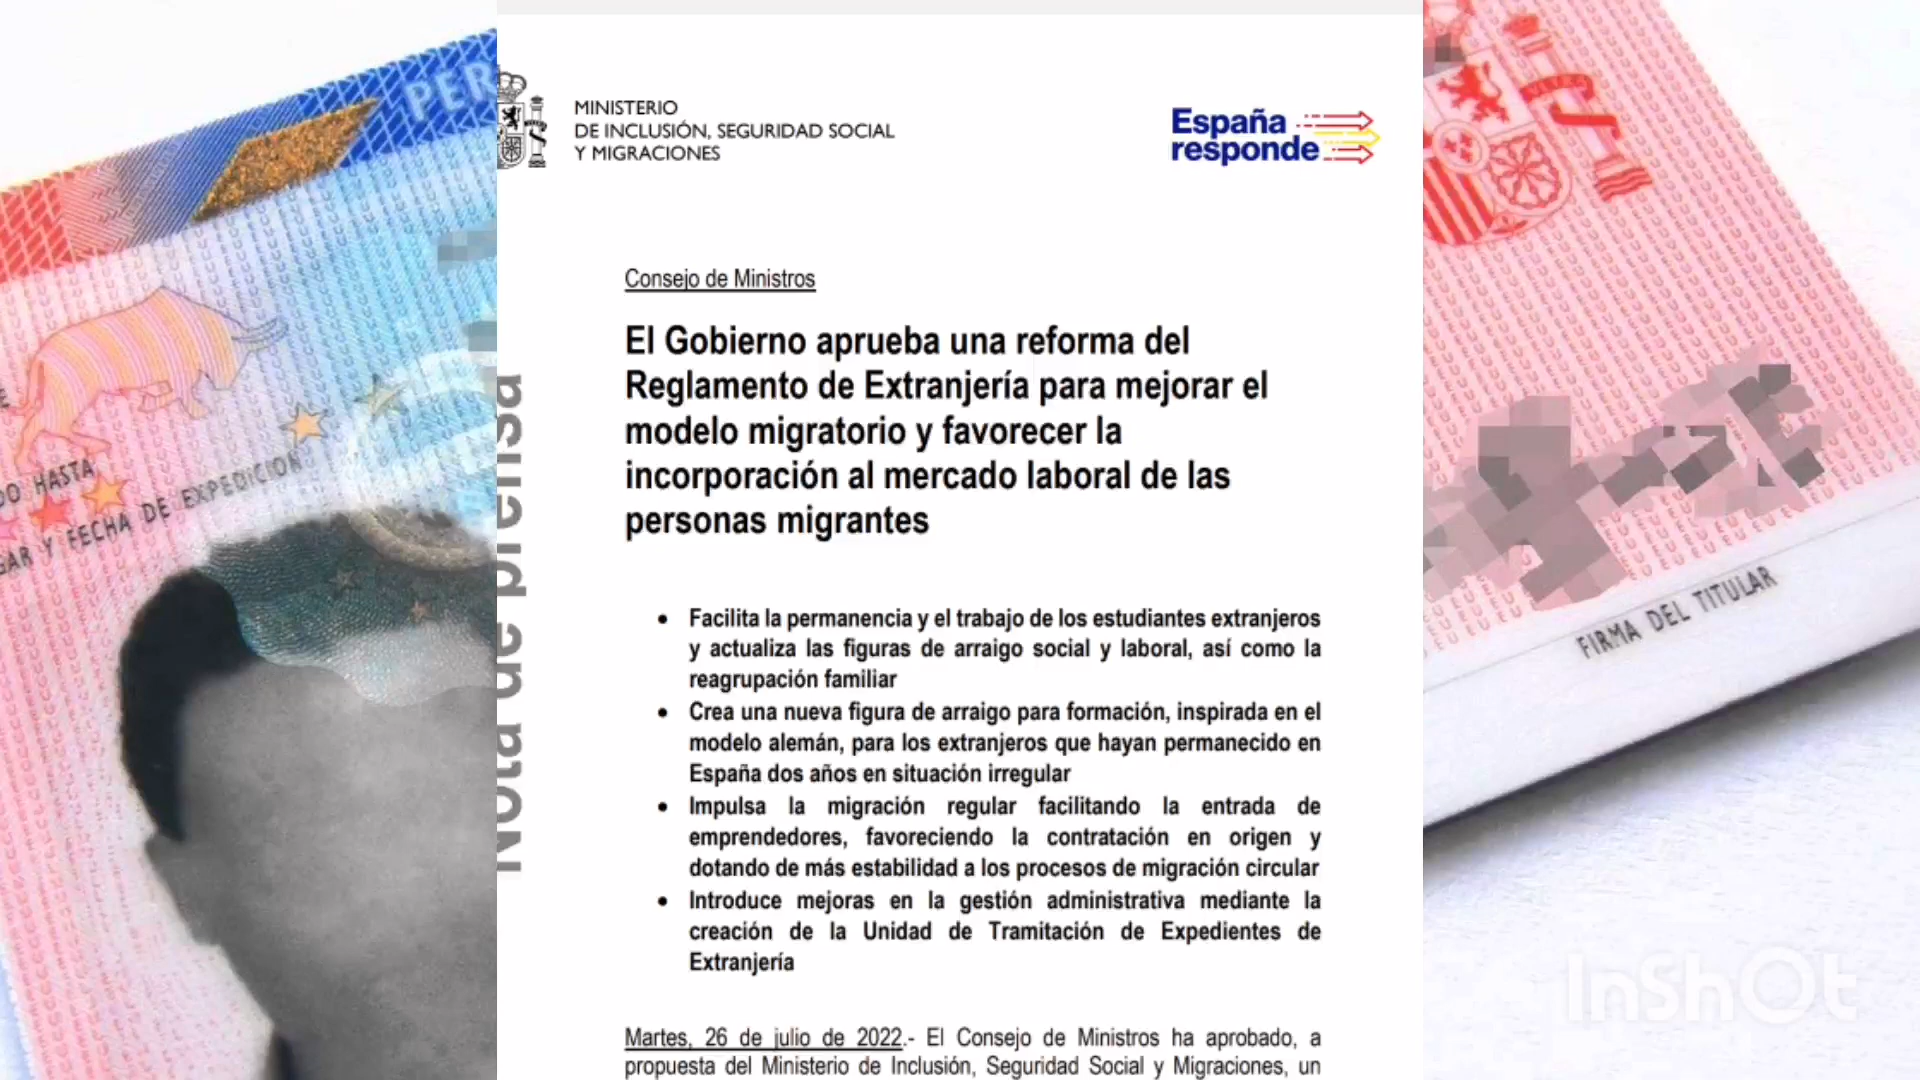 PER
DO HASTA
GAR Y FECHA DE EXPEDICION
MINISTERIO
DE INCLUSIÓN, SEGURIDAD SOCIAL
Y MIGRACIONES
España
responde
Nota de prensa
Consejo de Ministros
El Gobierno aprueba una reforma del
Reglamento de Extranjería para mejorar el
modelo migratorio y favorecer la
incorporación al mercado laboral de las
personas migrantes
• Facilita la permanencia y el trabajo de los estudiantes extranjeros
y actualiza las figuras de arraigo social y laboral, así como la
reagrupación familiar
• Crea una nueva figura de arraigo para formación, inspirada en el
modelo alemán, para los extranjeros que hayan permanecido en
España dos años en situación irregular
• Impulsa la migración regular facilitando la entrada de
emprendedores, favoreciendo la contratación en origen y
dotando de más estabilidad a los procesos de migración circular
• Introduce mejoras en la gestión administrativa mediante la
creación de la Unidad de Tramitación de Expedientes de
Extranjería
Martes, 26 de julio de 2022.- El Consejo de Ministros ha aprobado, a
propuesta del Ministerio de Inclusión, Seguridad Social y Migraciones, un
FIRMA DEL TITULAR
InShOt